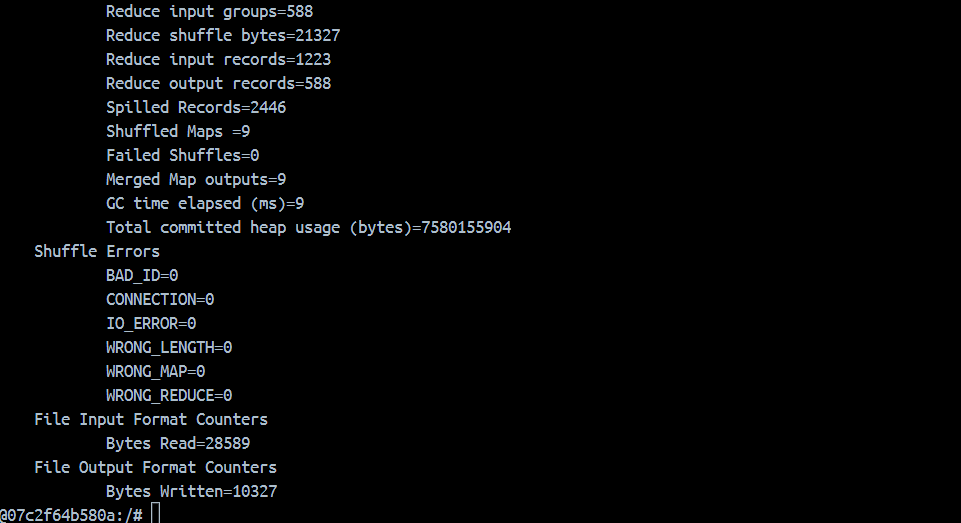 Reduce input groups=588
Reduce shuffle bytes=21327
Reduce input records=1223
Reduce output records=588
Spilled Records=2446
Shuffled Maps =9
Failed Shuffles=0
Merged Map outputs=9
GC time elapsed (ms)=9
Total committed heap usage (bytes)=7580155904
Shuffle Errors
BAD_ID=0
CONNECTION=0
IO_ERROR=0
WRONG_LENGTH=0
WRONG_MAP=0
WRONG_REDUCE=0
File Input Format Counters
Bytes Read=28589
File Output Format Counters
Bytes Written=10327
@07c2f64b580a:/#